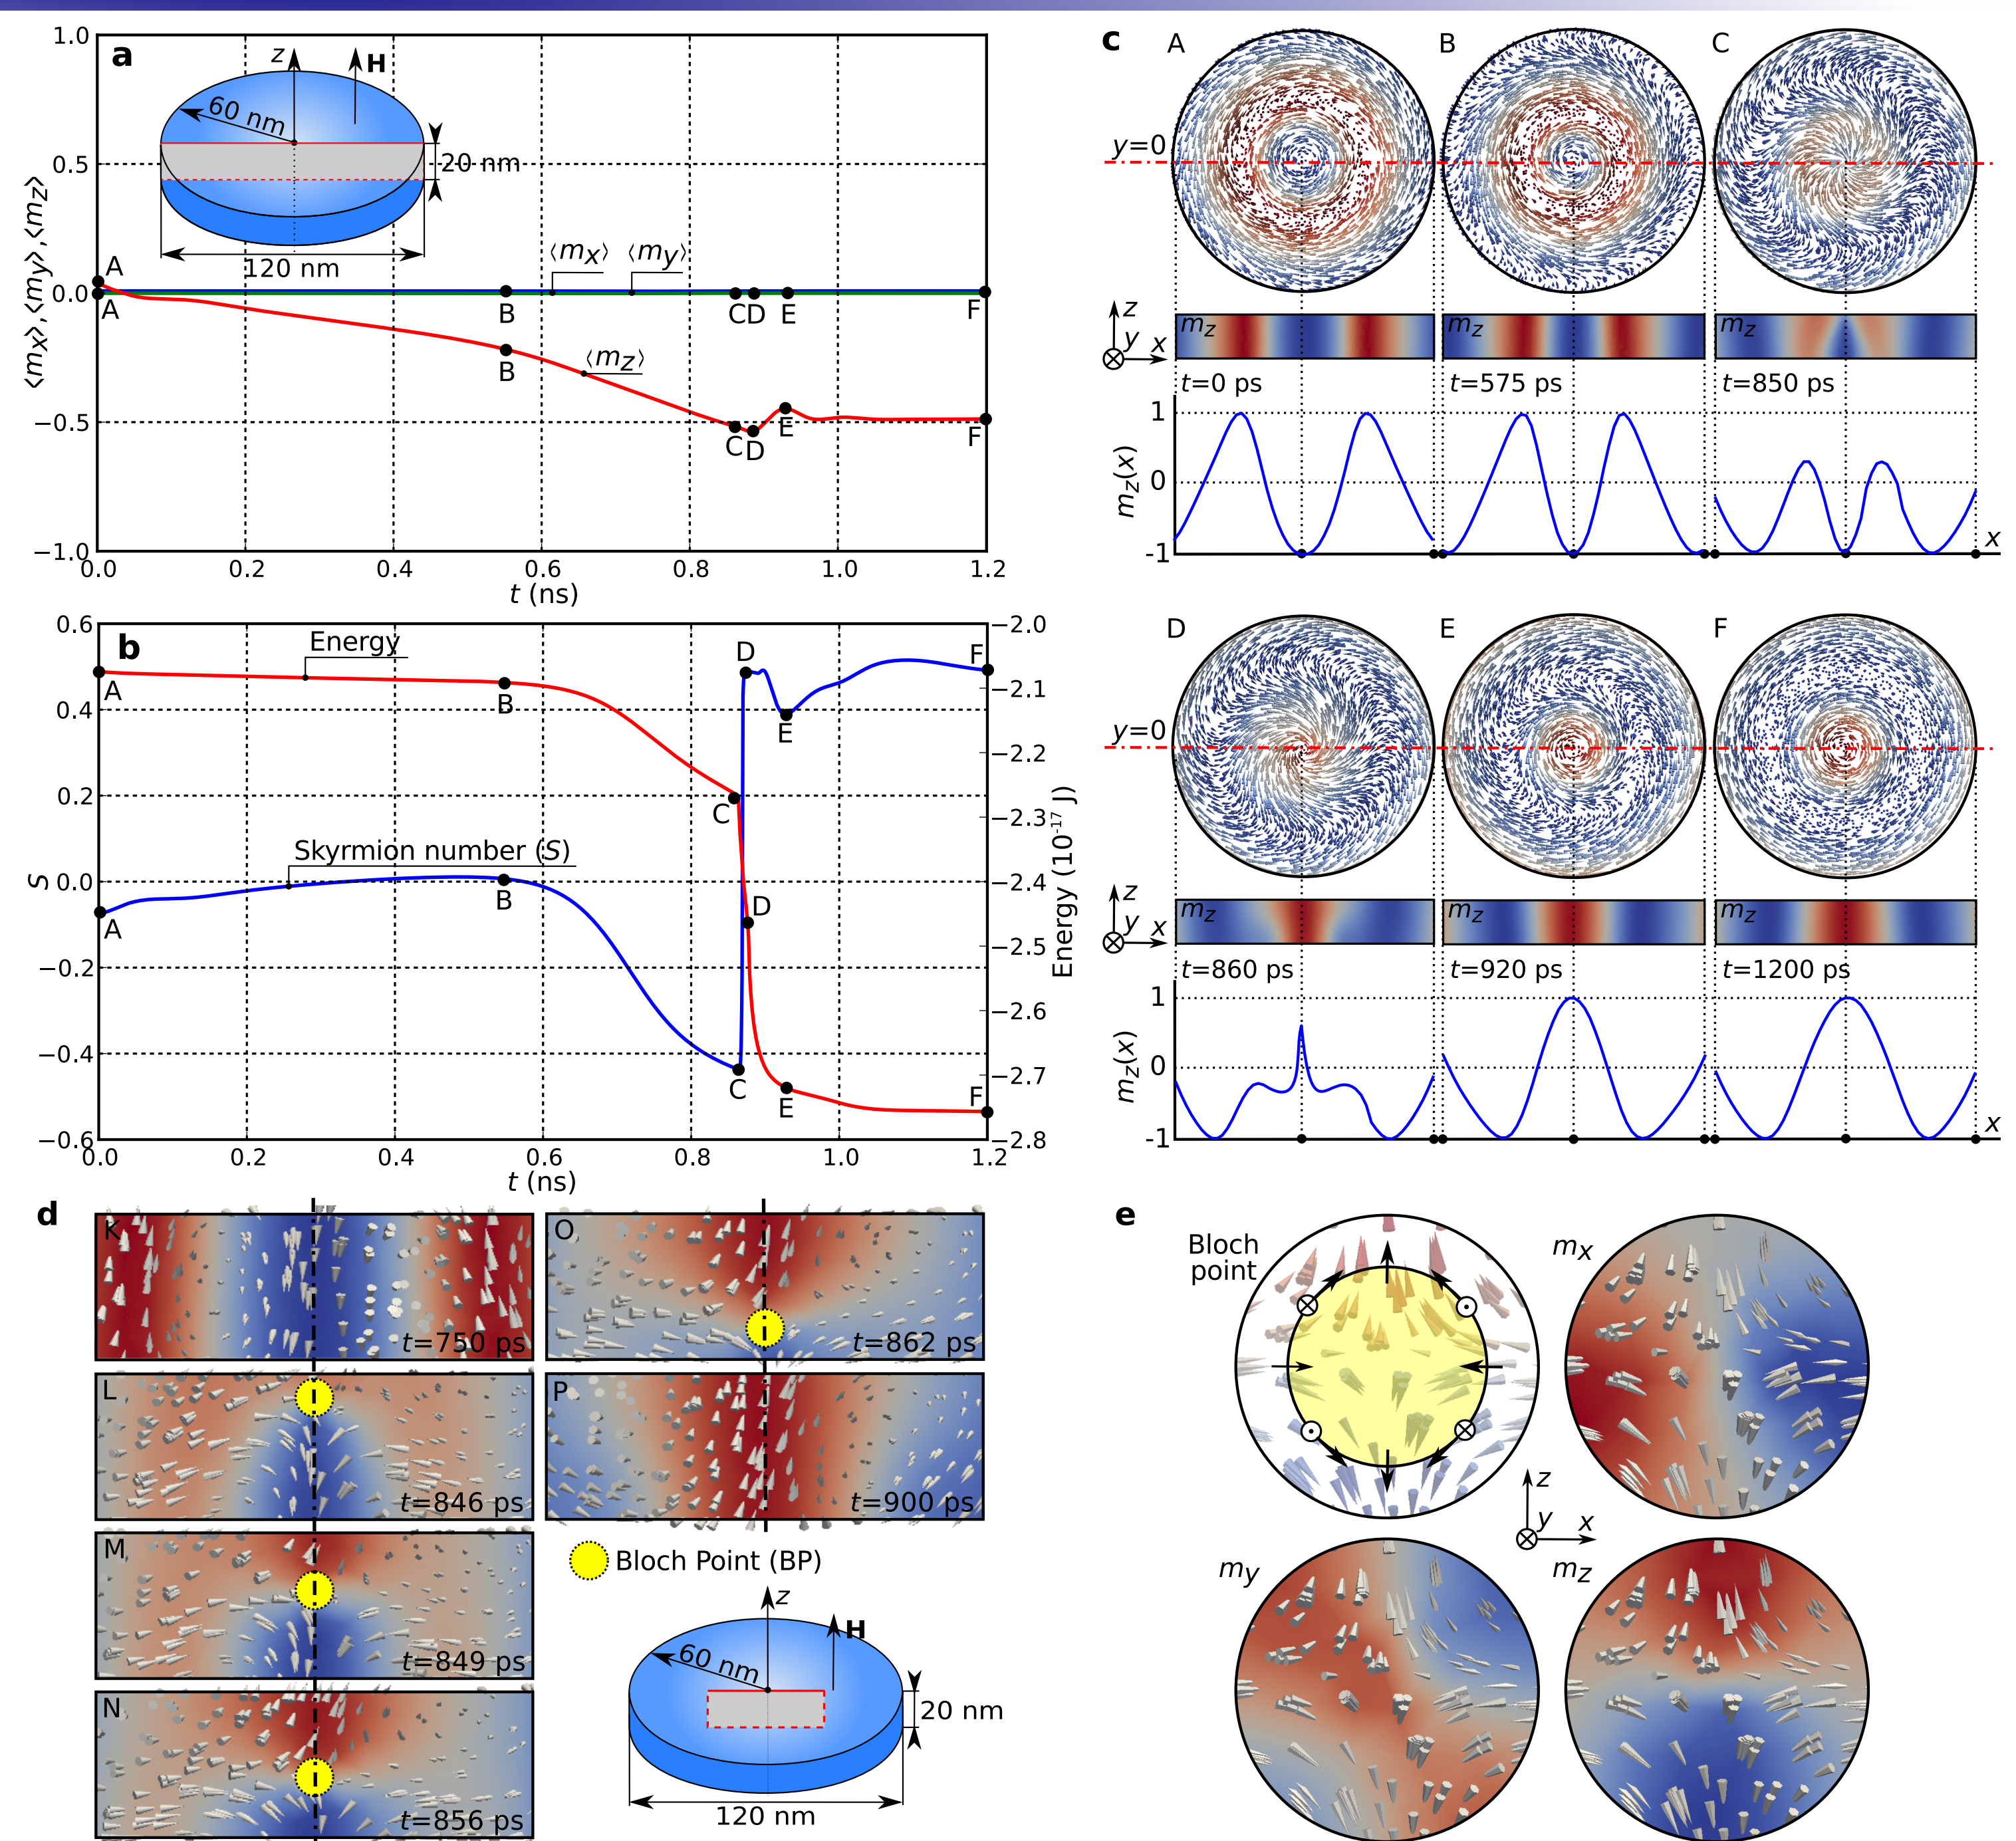 a
1.0
0.5
0.0
−0.5
−1.0
⟨mx⟩,⟨my⟩,⟨mz⟩
z
H
60 nm
20 nm
120 nm
⟨mx⟩ ⟨my⟩
⟨mz⟩
A
A
B
B
C D E
C D
E
F
F
0.0 0.2 0.4 0.6 0.8 1.0 1.2
t (ns)
b
0.6
0.4
0.2
0.0
−0.2
−0.4
−0.6
S
Energy
Skyrmion number (S)
A
B
C
D
E
F
A
B
C
D
E
F
−2.0
−2.1
−2.2
−2.3
−2.4
−2.5
−2.6
−2.7
−2.8
Energy (10-17 J)
0.0 0.2 0.4 0.6 0.8 1.0 1.2
t (ns)
c
A B C
y=0
z
y x
mz mz mz
t=0 ps t=575 ps t=850 ps
1
0
-1
mz(x)
x
D E F
y=0
z
y x
mz mz mz
t=860 ps t=920 ps t=1200 ps
1
0
-1
mz(x)
x
d
K
t=750 ps
L
t=846 ps
M
t=849 ps
N
t=856 ps
O
t=862 ps
P
t=900 ps
Bloch Point (BP)
z
H
60 nm
20 nm
120 nm
e
Bloch
point
mx
z
y x
my
mz